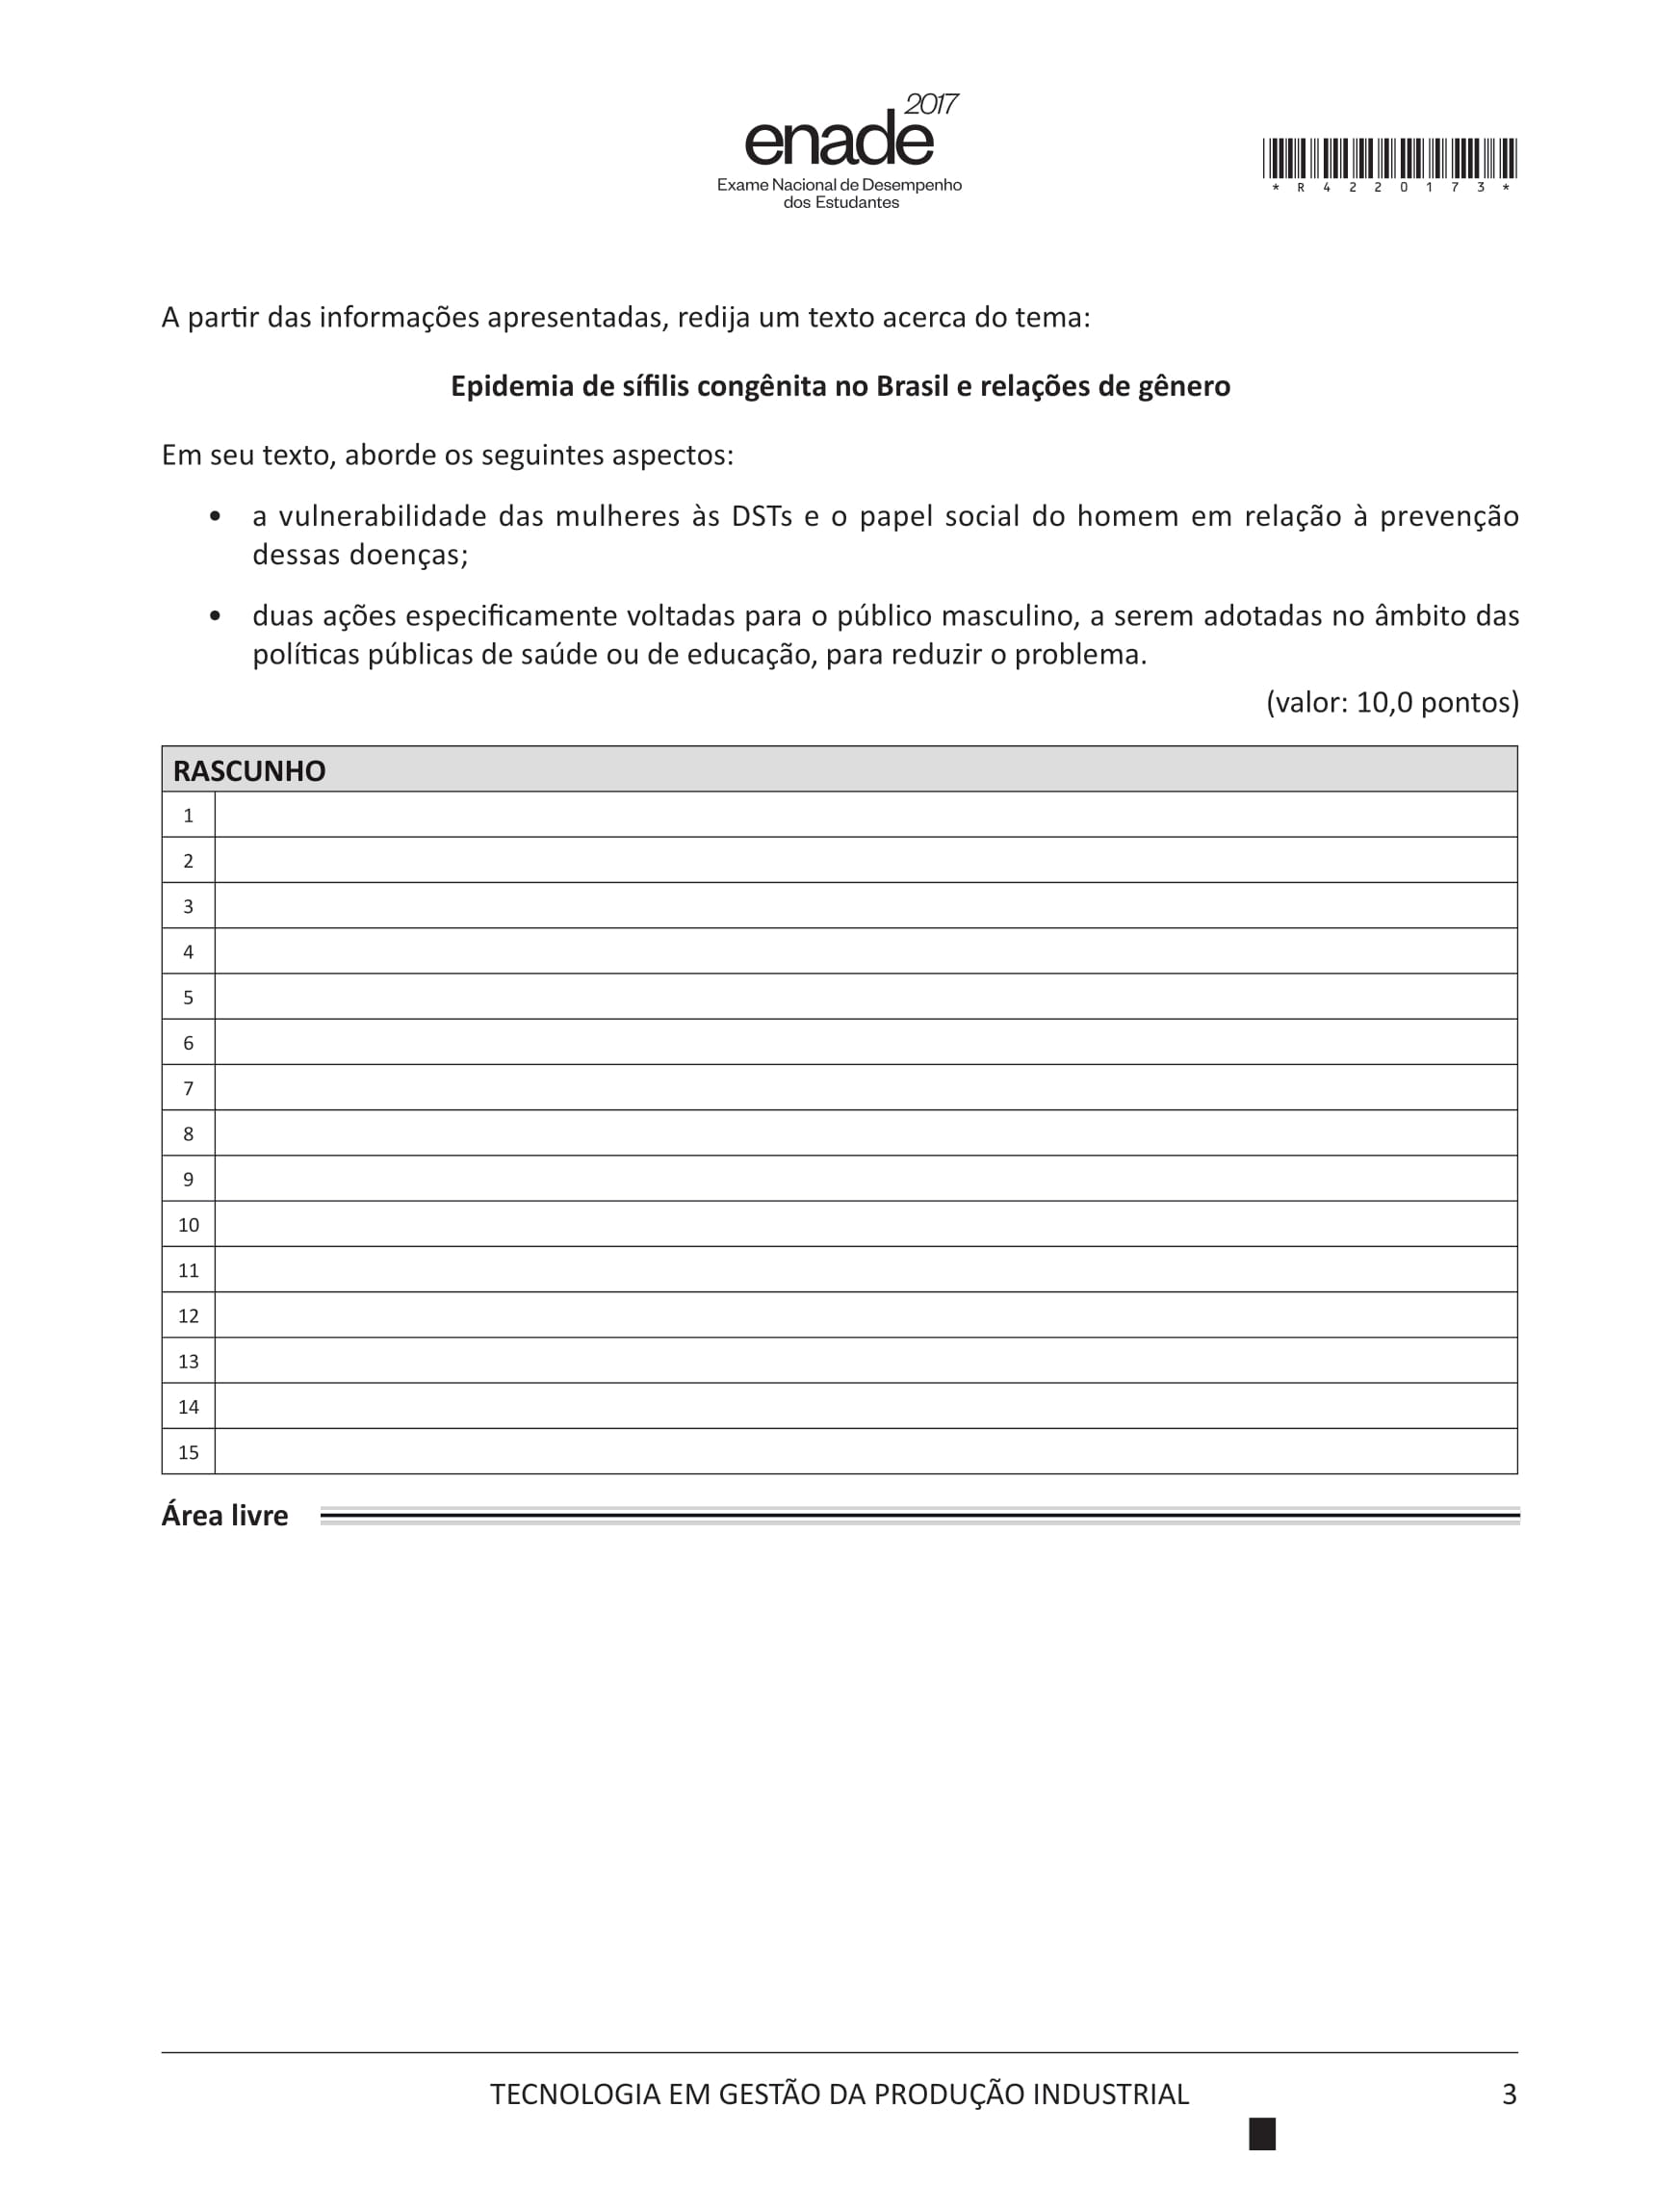 2017
enade
Exame Nacional de Desempenho
dos Estudantes
*R4220173*
A partir das informações apresentadas, redija um texto acerca do tema:
Epidemia de sífilis congênita no Brasil e relações de gênero
Em seu texto, aborde os seguintes aspectos:
• a vulnerabilidade das mulheres às DSTs e o papel social do homem em relação à prevenção
dessas doenças;
• duas ações especificamente voltadas para o público masculino, a serem adotadas no âmbito das
políticas públicas de saúde ou de educação, para reduzir o problema.
(valor: 10,0 pontos)
RASCUNHO
1
2
3
4
5
6
7
8
9
10
11
12
13
14
15
Área livre
TECNOLOGIA EM GESTÃO DA PRODUÇÃO INDUSTRIAL 3